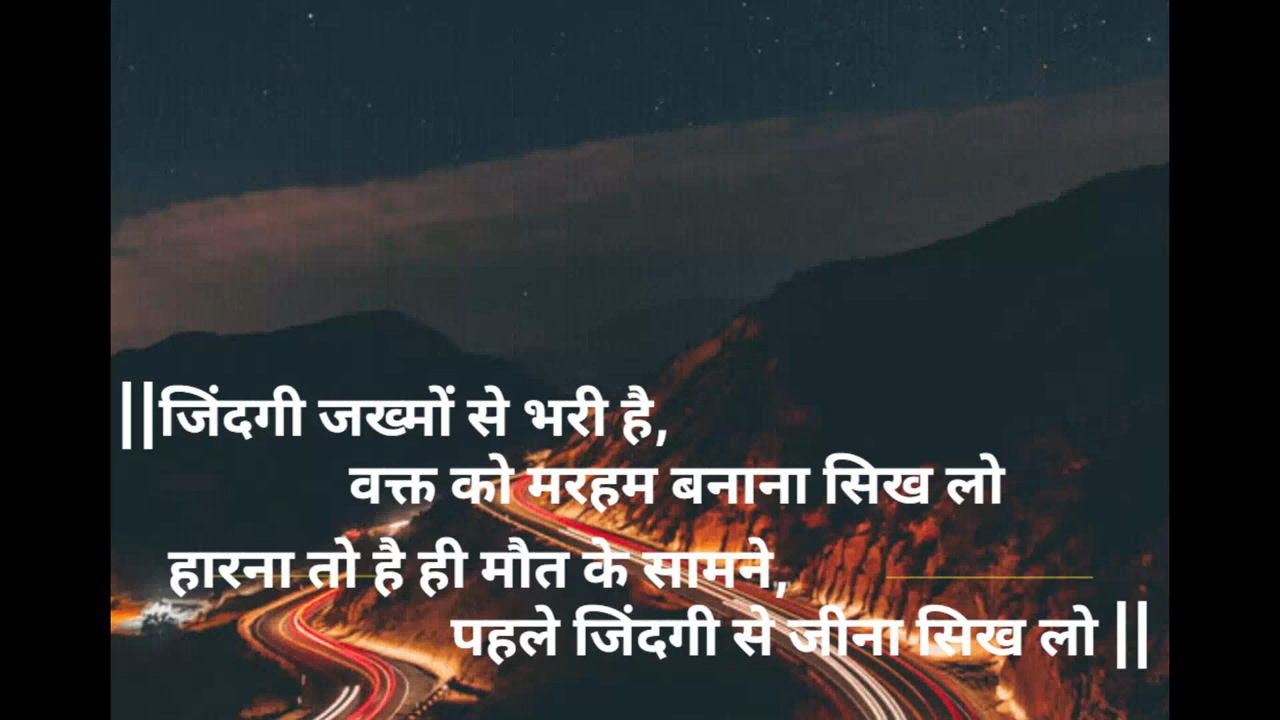 ||जिंदगी जख्मों से भरी है,
वक्त को मरहम बनाना सिख लो
हारना तो है ही मौत के सामने,
पहले जिंदगी से जीना सिख लो ||